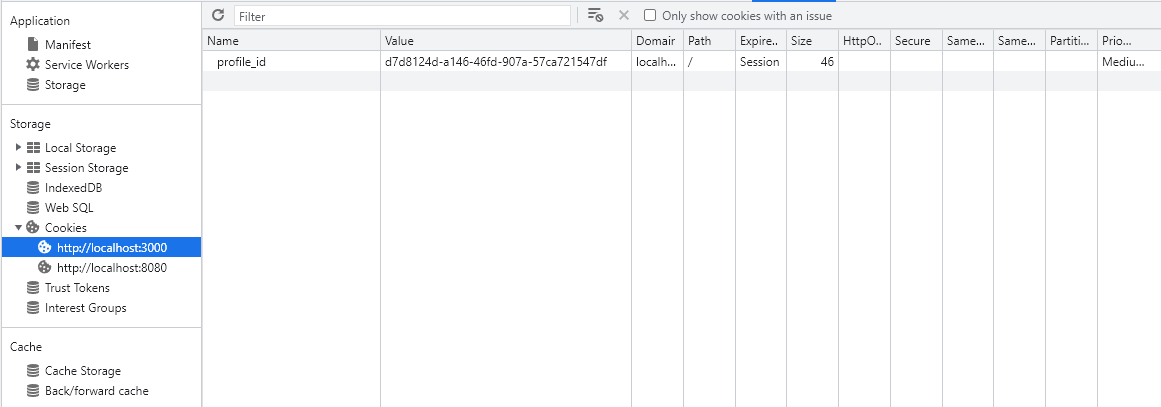 Application
Manifest
Service Workers
Storage
Storage
Local Storage
Session Storage
IndexedDB
Web SQL
Cookies
http://localhost:3000
http://localhost:8080
Trust Tokens
Interest Groups
Cache
Cache Storage
Back/forward cache
Filter
Only show cookies with an issue
Name Value Domain Path Expire.. Size HttpO.. Secure Same... Same... Partiti... Prio...
profile_id d7d8124d-a146-46fd-907a-57ca721547df localh... / Session 46 Mediu...